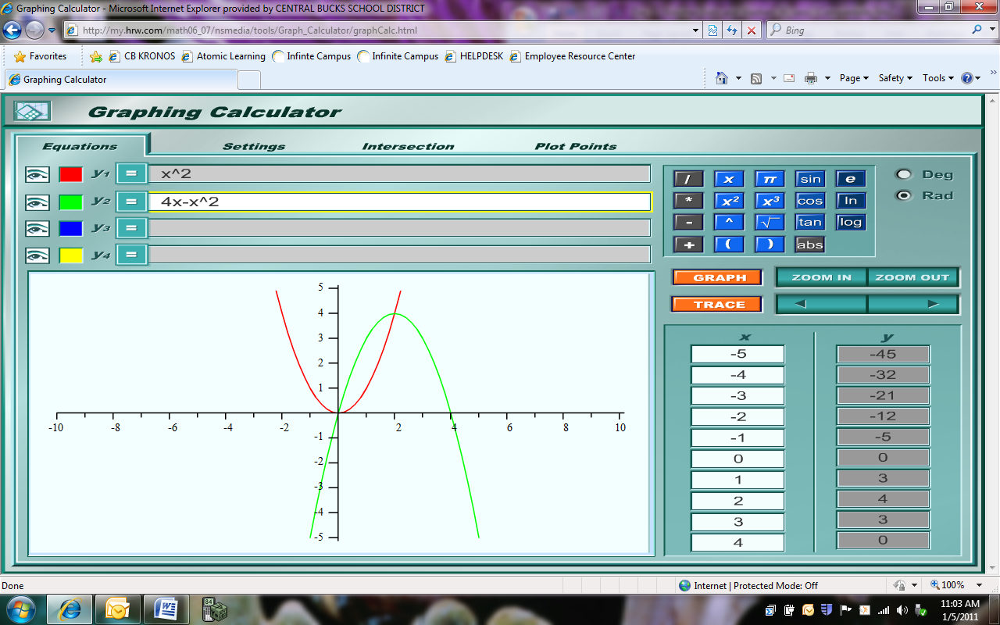 Graphing Calculator - Microsoft Internet Explorer provided by CENTRAL BUCKS SCHOOL DISTRICT
http://my.hrw.com/math06_07/nsmedia/tools/Graph_Calculator/graphCalc.html
Bing
Favorites CB KRONOS Atomic Learning Infinte Campus Infinite Campus HELPDESK Employee Resource Center
Graphing Calculator Page Safety Tools
Graphing Calculator
Equations Settings Intersection Plot Points
y1 = x^2
y2 = 4x-x^2
y3 =
y4 =
/ x π sin e
* x² x³ cos ln
- ^ √ tan log
+ ( ) abs
Deg
Rad
GRAPH ZOOM IN ZOOM OUT
TRACE
5
4
3
2
1
-10 -8 -6 -4 -2 2 4 6 8 10
-1
-2
-3
-4
-5
x y
-5 -45
-4 -32
-3 -21
-2 -12
-1 -5
0 0
1 3
2 4
3 3
4 0
Done Internet | Protected Mode: Off 100%
11:03 AM
1/5/2011